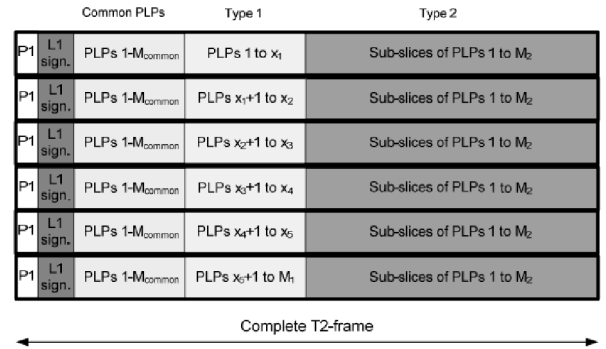 Common PLPs Type 1 Type 2
P1 L1 sign. PLPs 1-Mcommon PLPs 1 to x₁ Sub-slices of PLPs 1 to M₂
P1 L1 sign. PLPs 1-Mcommon PLPs x₁+1 to x₂ Sub-slices of PLPs 1 to M₂
P1 L1 sign. PLPs 1-Mcommon PLPs x₂+1 to x₃ Sub-slices of PLPs 1 to M₂
P1 L1 sign. PLPs 1-Mcommon PLPs x₃+1 to x₄ Sub-slices of PLPs 1 to M₂
P1 L1 sign. PLPs 1-Mcommon PLPs x₄+1 to x₅ Sub-slices of PLPs 1 to M₂
P1 L1 sign. PLPs 1-Mcommon PLPs x₅+1 to M₁ Sub-slices of PLPs 1 to M₂
Complete T2-frame